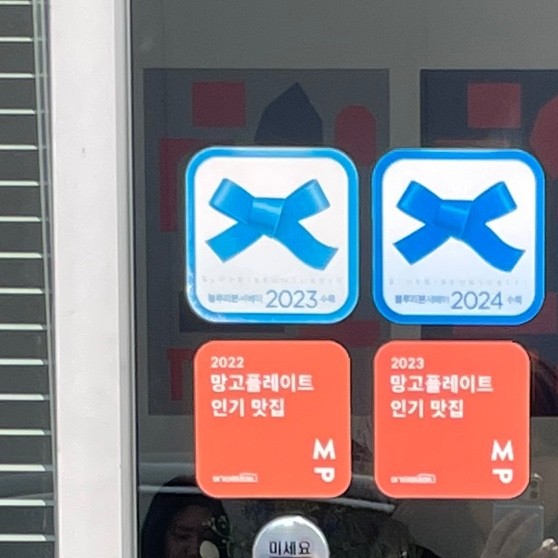 블루리본서베이 2023 수록
블루리본서베이 2024 수록
2022
망고플레이트
인기 맛집
MP
2023
망고플레이트
인기 맛집
MP
미세요